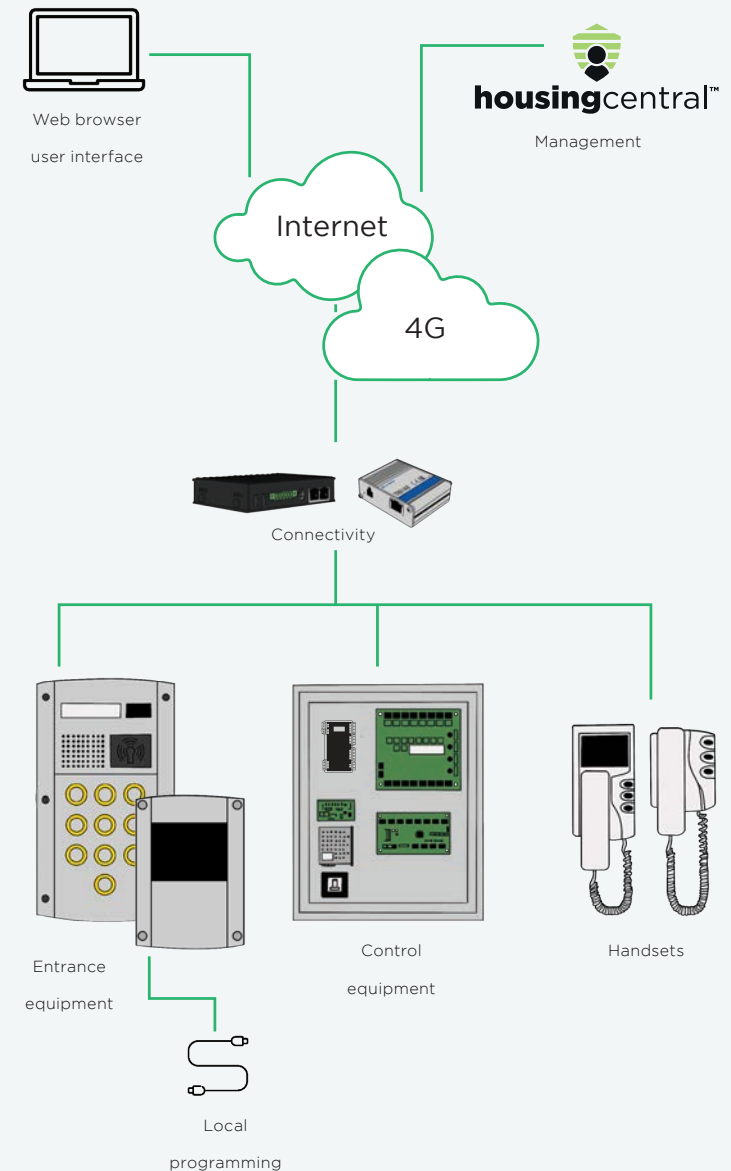 Web browser
user interface
housingcentral™
Management
Internet
4G
Connectivity
Entrance
equipment
Control
equipment
Handsets
Local
programming